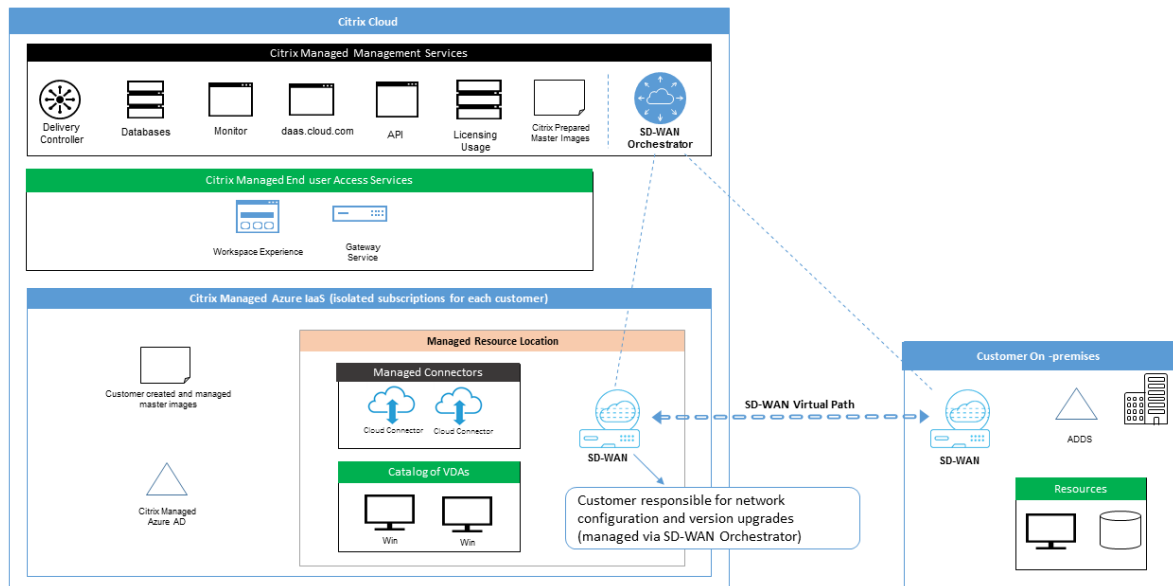 Citrix Cloud
Citrix Managed Management Services
Delivery
Controller
Databases
Monitor
daas.cloud.com
API
Licensing
Usage
Citrix Prepared
Master Images
SD-WAN
Orchestrator
Citrix Managed End user Access Services
Workspace Experience
Gateway
Service
Citrix Managed Azure IaaS (isolated subscriptions for each customer)
Customer created and managed
master images
Citrix Managed
Azure AD
Managed Resource Location
Managed Connectors
Cloud Connector
Cloud Connector
Catalog of VDAs
Win
Win
SD-WAN
Customer responsible for network
configuration and version upgrades
(managed via SD-WAN Orchestrator)
SD-WAN Virtual Path
Customer On -premises
SD-WAN
ADDS
Resources